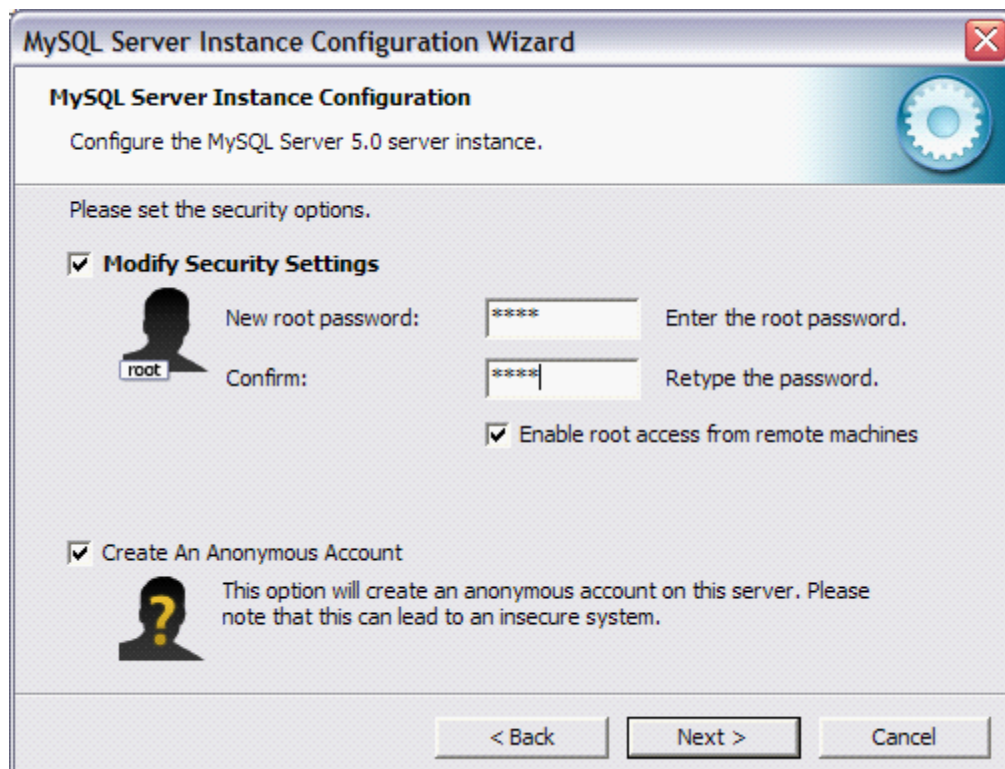 MySQL Server Instance Configuration Wizard
MySQL Server Instance Configuration
Configure the MySQL Server 5.0 server instance.
Please set the security options.
Modify Security Settings
New root password: **** Enter the root password.
root
Confirm: **** Retype the password.
Enable root access from remote machines
Create An Anonymous Account
This option will create an anonymous account on this server. Please
note that this can lead to an insecure system.
?
< Back Next > Cancel